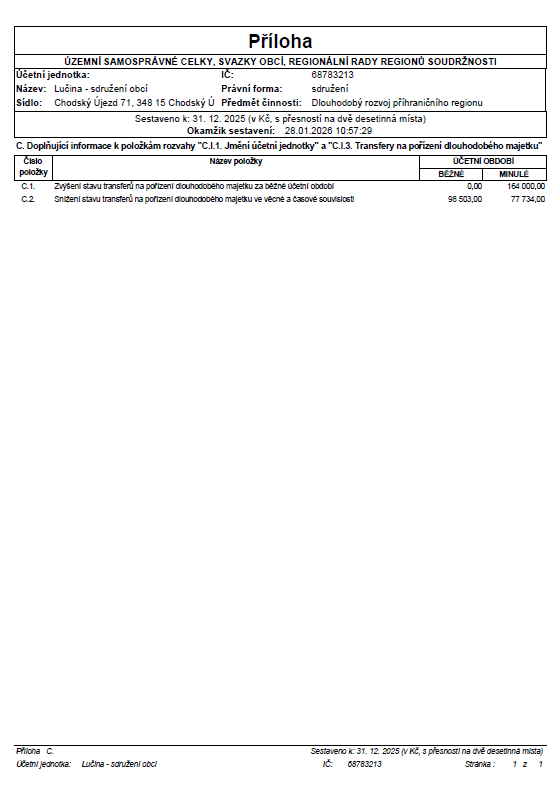 Příloha
ÚZEMNÍ SAMOSPRÁVNÉ CELKY, SVAZKY OBCÍ, REGIONÁLNÍ RADY REGIONŮ SOUDRŽNOSTI
Účetní jednotka: IČ: 68783213
Název: Lučina - sdružení obcí Právní forma: sdružení
Sídlo: Chodský Újezd 71, 348 15 Chodský Ú Předmět činnosti: Dlouhodobý rozvoj příhraničního regionu
Sestaveno k: 31. 12. 2025 (v Kč, s přesností na dvě desetinná místa)
Okamžik sestavení: 28.01.2026 10:57:29
C. Doplňující informace k položkám rozvahy "C.I.1. Jmění účetní jednotky" a "C.I.3. Transfery na pořízení dlouhodobého majetku"
Číslo položky Název položky ÚČETNÍ OBDOBÍ
BĚŽNÉ MINULÉ
C.1. Zvýšení stavu transferů na pořízení dlouhodobého majetku za běžné účetní období 0,00 164 000,00
C.2. Snížení stavu transferů na pořízení dlouhodobého majetku ve věcné a časové souvislosti 98 503,00 77 734,00
Příloha C. Sestaveno k: 31. 12. 2025 (v Kč, s přesností na dvě desetinná místa)
Účetní jednotka: Lučina - sdružení obcí IČ: 68783213 Stránka : 1 z 1